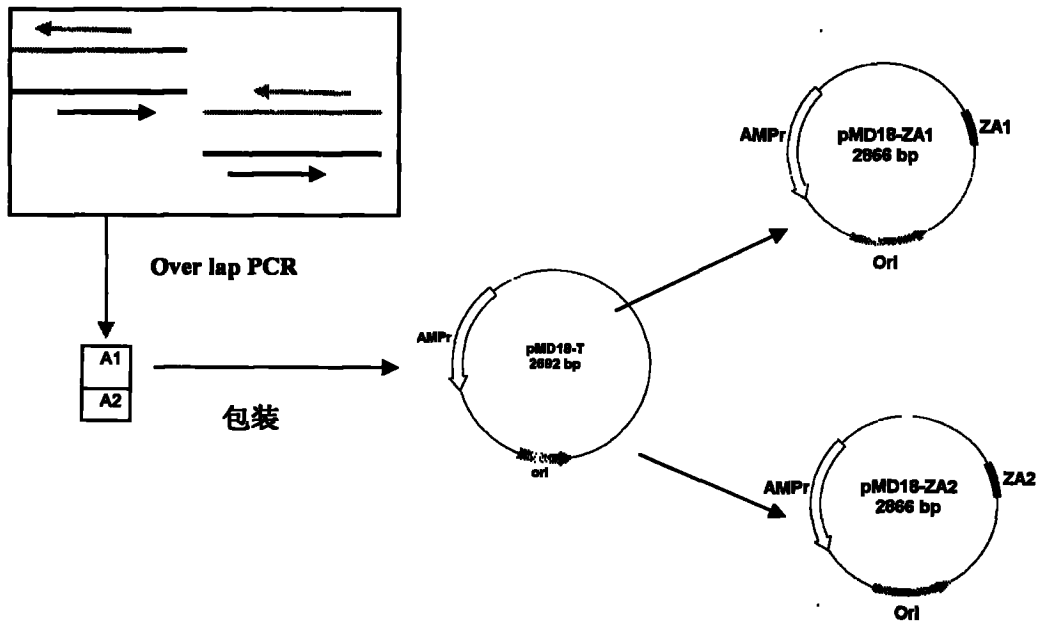 Over lap PCR
A1
A2
包装
AMPr
pMD18-T
2692 bp
ori
AMPr
pMD18-ZA1
2866 bp
ZA1
Ori
AMPr
pMD18-ZA2
2866 bp
ZA2
Ori